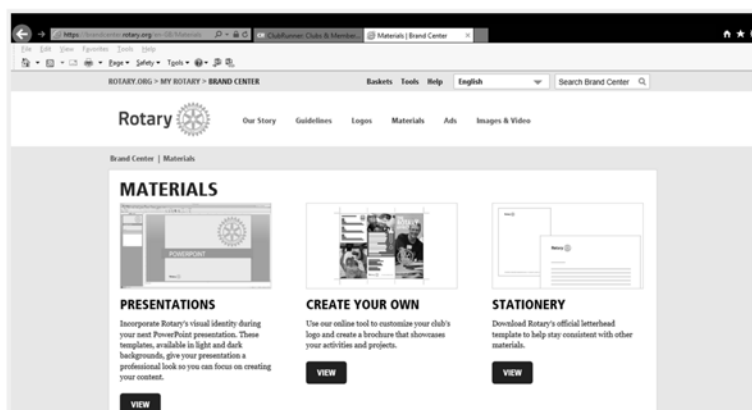 https://brandcenter.rotary.org/en-GB/Materials
ClubRunner Clubs & Member...
Materials | Brand Center
File Edit View Favorites Tools Help
Page Safety Tools
ROTARY.ORG > MY ROTARY > BRAND CENTER
Baskets Tools Help
English
Search Brand Center
Rotary
Our Story Guidelines Logos Materials Ads Images & Video
Brand Center | Materials
MATERIALS
POWERPOINT
Rotary
PRESENTATIONS
Incorporate Rotary's visual identity during
your next PowerPoint presentation. These
templates, available in light and dark
backgrounds, give your presentation a
professional look so you can focus on creating
your content.
VIEW
CREATE YOUR OWN
Use our online tool to customize your club's
logo and create a brochure that showcases
your activities and projects.
VIEW
STATIONERY
Download Rotary's official letterhead
template to help stay consistent with other
materials.
VIEW